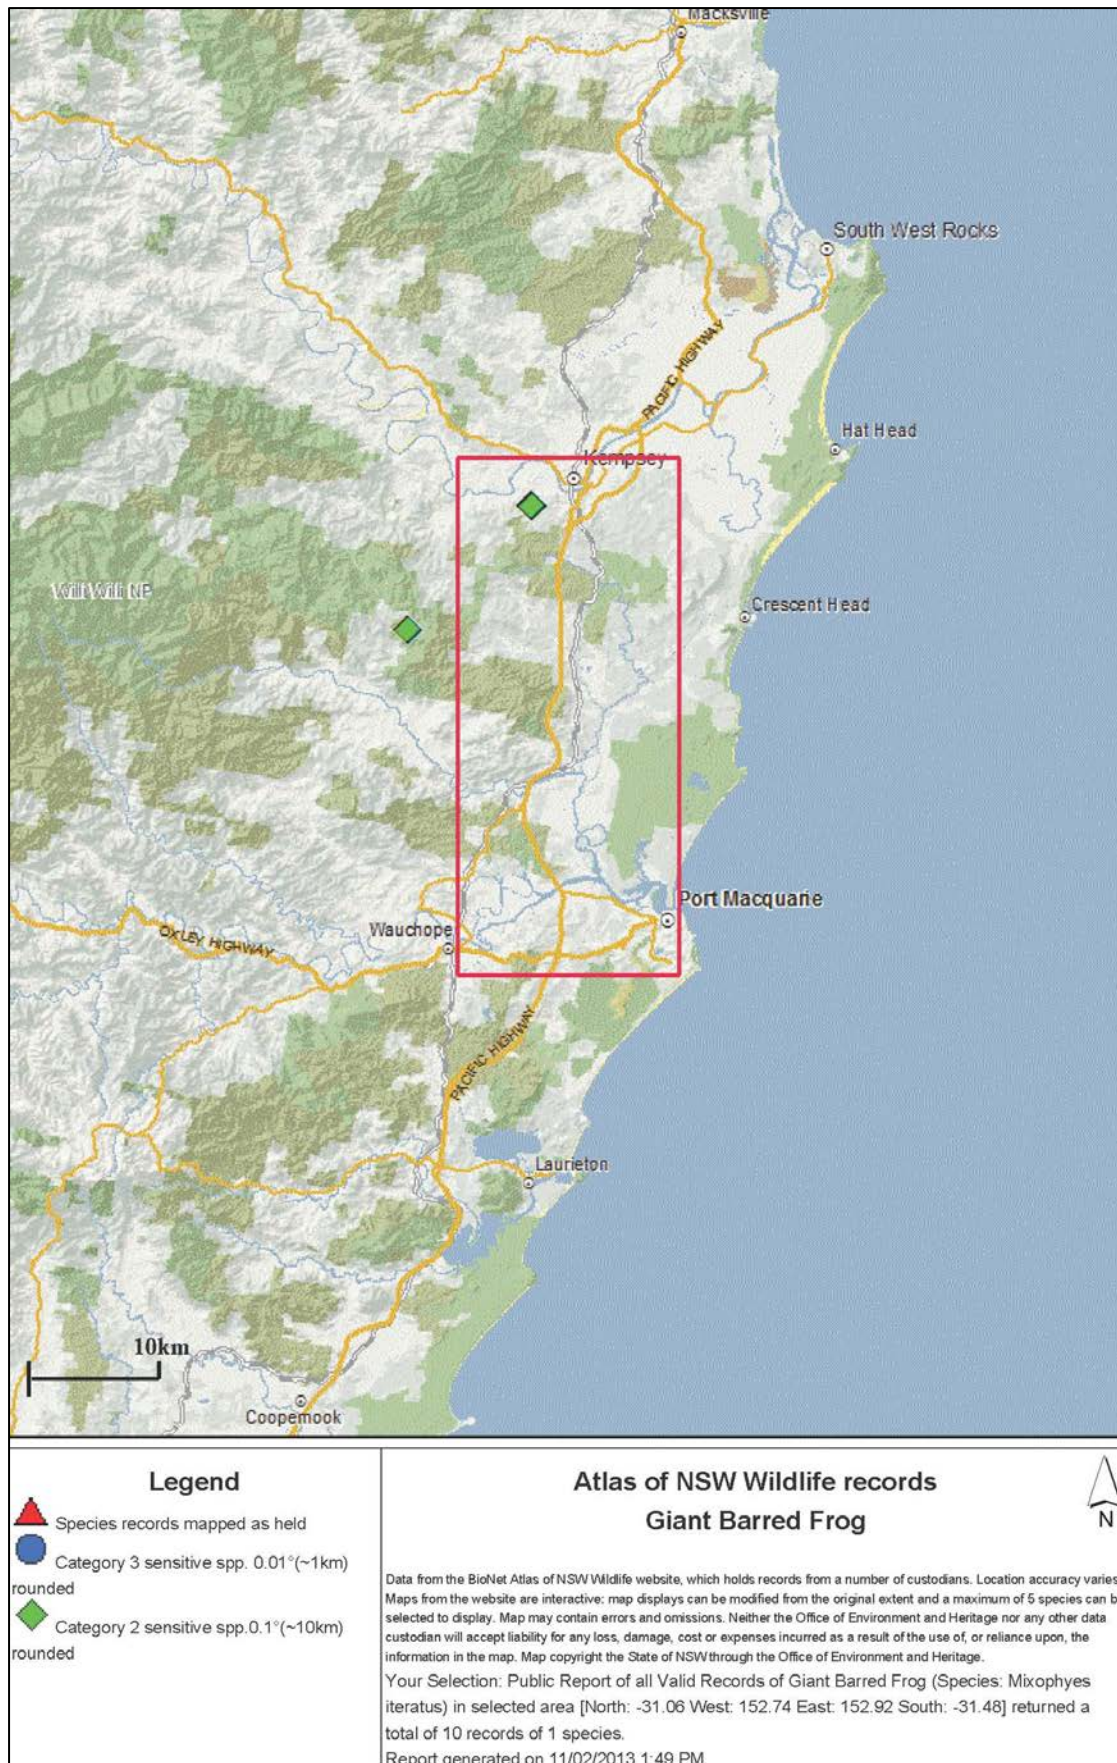 Macksville
South West Rocks
PACIFIC HIGHWAY
Hat Head
Kempsey
Willi Willi NP
Crescent Head
Port Macquarie
Wauchope
OXLEY HIGHWAY
PACIFIC HIGHWAY
Laurieton
10km
Coopernook
Legend
Species records mapped as held
Category 3 sensitive spp. 0.01°(~1km)
rounded
Category 2 sensitive spp.0.1°(~10km)
rounded
Atlas of NSW Wildlife records
Giant Barred Frog
N
Data from the BioNet Atlas of NSW Wildlife website, which holds records from a number of custodians. Location accuracy varies
Maps from the website are interactive: map displays can be modified from the original extent and a maximum of 5 species can b
selected to display. Map may contain errors and omissions. Neither the Office of Environment and Heritage nor any other data
custodian will accept liability for any loss, damage, cost or expenses incurred as a result of the use of, or reliance upon, the
information in the map. Map copyright the State of NSW through the Office of Environment and Heritage.
Your Selection: Public Report of all Valid Records of Giant Barred Frog (Species: Mixophyes
iteratus) in selected area [North: -31.06 West: 152.74 East: 152.92 South: -31.48] returned a
total of 10 records of 1 species.
Report generated on 11/02/2013 1:49 PM